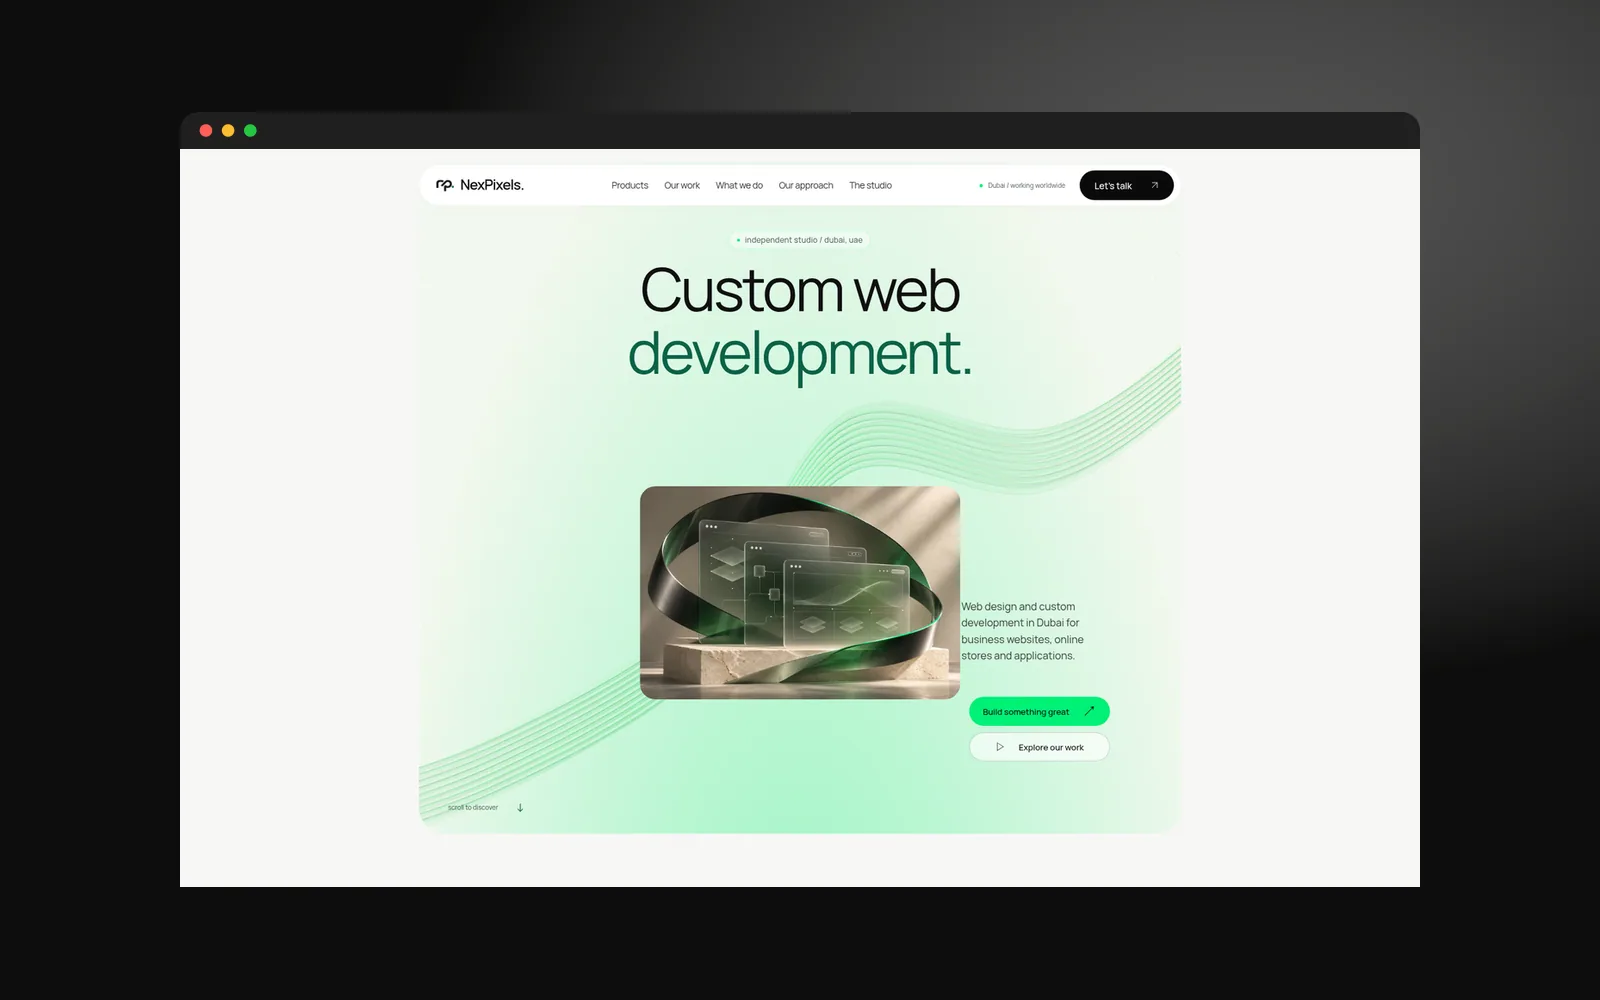 NexPixels.
Products
Our work
What we do
Our approach
The studio
Dubai / working worldwide
Let's talk
independent studio / dubai, uae
Custom web
development.
Web design and custom
development in Dubai for
business websites, online
stores and applications.
Build something great
Explore our work
scroll to discover